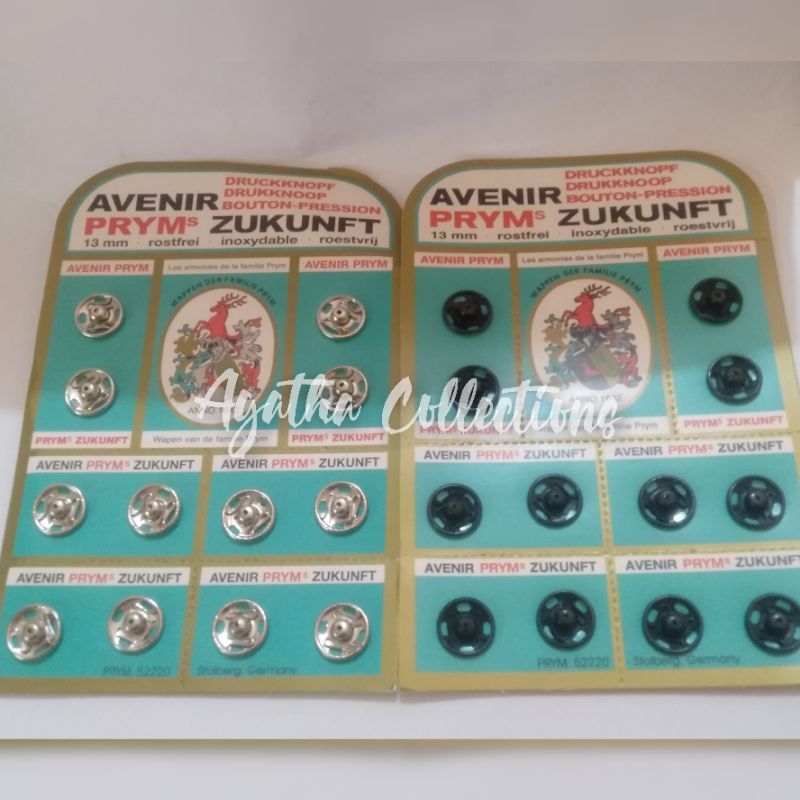 DRUCKKNOPF
DRUKKNOOP
AVENIR BOUTON-PRESSION
PRYMS ZUKUNFT
13 mm · rostfrei · inoxydable · roestvrij
AVENIR PRYM
Les armoiries de la famille Prym
AVENIR PRYM
WAPPEN DER FAMILIE PRYM
ANNO
PRYMS ZUKUNFT
Wapen van de familie Prym
PRYMS ZUKUNFT
AVENIR PRYMS ZUKUNFT
AVENIR PRYMS ZUKUNFT
AVENIR PRYMS ZUKUNFT
AVENIR PRYMS ZUKUNFT
PRYM. 52220
Stolberg. Germany
DRUCKKNOPF
DRUKKNOOP
AVENIR BOUTON-PRESSION
PRYMS ZUKUNFT
13 mm · rostfrei · inoxydable · roestvrij
AVENIR PRYM
Les armoiries de la famille Prym
AVENIR PRYM
WAPPEN DER FAMILIE PRYM
ANNO
PRYMS ZUKUNFT
Prym
PRYMS ZUKUNFT
AVENIR PRYMS ZUKUNFT
AVENIR PRYMS ZUKUNFT
AVENIR PRYMS ZUKUNFT
AVENIR PRYMS ZUKUNFT
PRYM. 52220
Stolberg. Germany
Agatha Collections